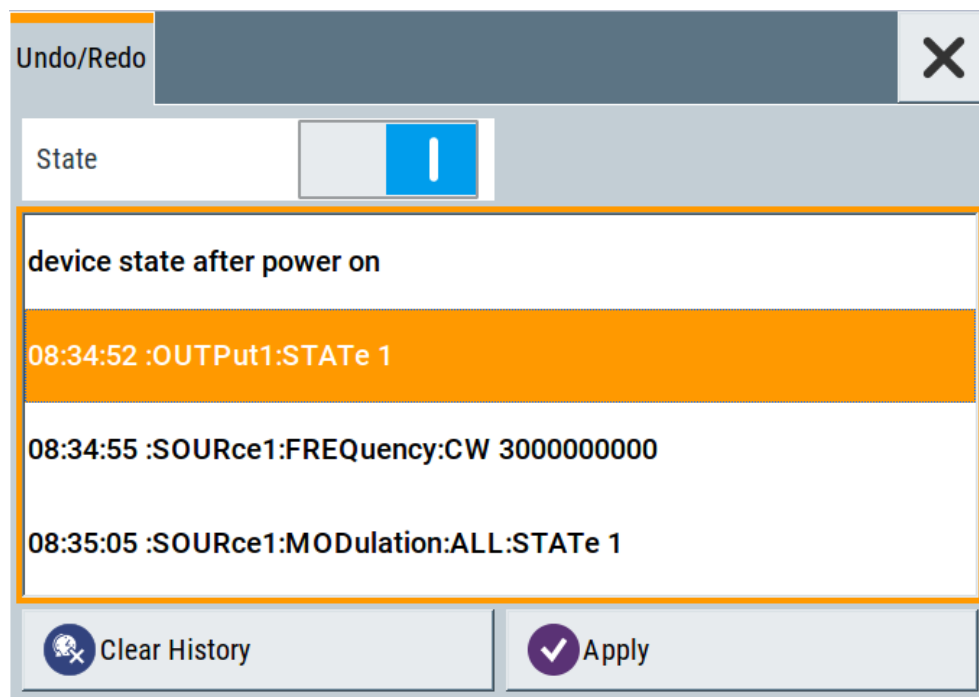 Undo/Redo
State
device state after power on
08:34:52 :OUTPut1:STATe 1
08:34:55 :SOURce1:FREQuency:CW 3000000000
08:35:05 :SOURce1:MODulation:ALL:STATe 1
Clear History
Apply